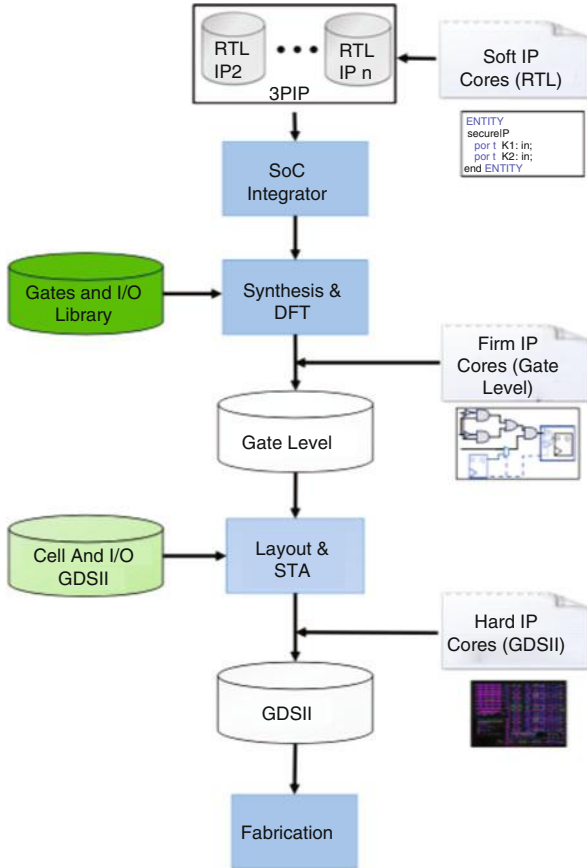 RTL
IP2
RTL
IP n
3PIP
Soft IP
Cores (RTL)
ENTITY
secureIP
por t K1: in;
por t K2: in;
end ENTITY
SoC
Integrator
Gates and I/O
Library
Synthesis &
DFT
Firm IP
Cores (Gate
Level)
Gate Level
Cell And I/O
GDSII
Layout &
STA
Hard IP
Cores (GDSII)
GDSII
Fabrication